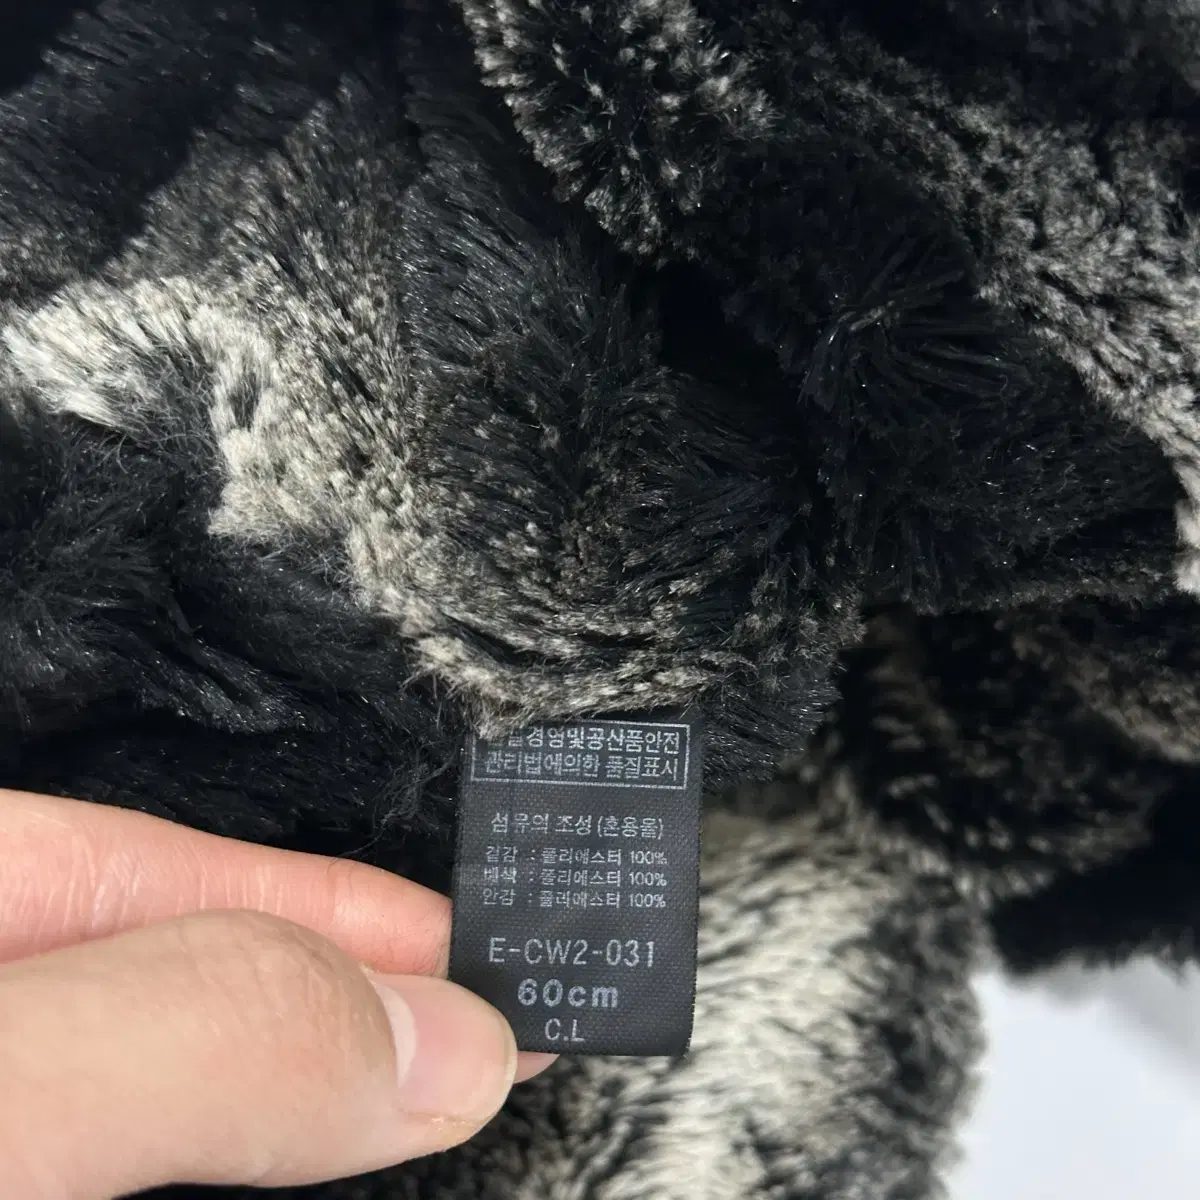 품질경영및공산품안전
관리법에의한 품질표시
섬유의 조성 (혼용율)
겉감 : 폴리에스터 100%
배색 : 폴리에스터 100%
안감 : 폴리에스터 100%
E-CW2-031
60cm
C.L